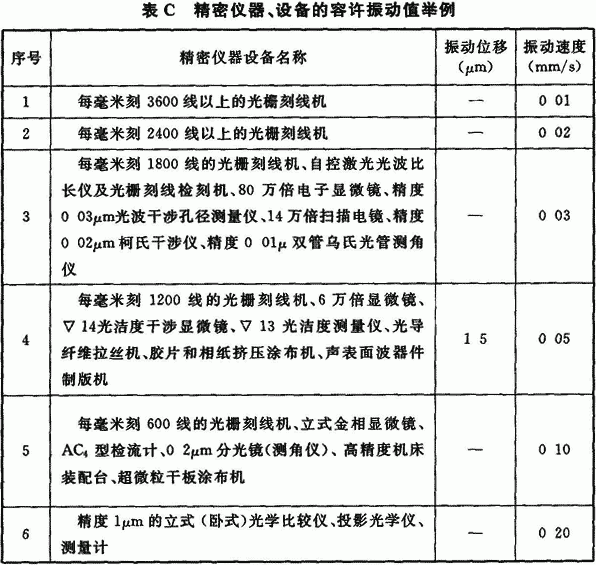 表 C 精密仪器、设备的容许振动值举例
序号 精密仪器设备名称 振动位移 (μm) 振动速度 (mm/s)
1 每毫米刻 3600 线以上的光栅刻线机 — 0 01
2 每毫米刻 2400 线以上的光栅刻线机 — 0 02
3 每毫米刻 1800 线的光栅刻线机、自控激光光波比
长仪及光栅刻线检刻机、80 万倍电子显微镜、精度
0 03μm光波干涉孔径测量仪、14 万倍扫描电镜、精度
0 02μm 柯氏干涉仪、精度 0 01μ 双管乌氏光管测角
仪 — 0 03
4 每毫米刻 1200 线的光栅刻线机、6 万倍显微镜、
▽ 14光洁度干涉显微镜、▽ 13 光洁度测量仪、光导
纤维拉丝机、胶片和相纸挤压涂布机、声表面波器件
制版机 1 5 0 05
5 每毫米刻 600 线的光栅刻线机、立式金相显微镜、
AC₄ 型检流计、0 2μm 分光镜(测角仪)、高精度机床
装配台、超微粒干板涂布机 — 0 10
6 精度 1μm 的立式（卧式）光学比较仪、投影光学仪、
测量计 — 0 20